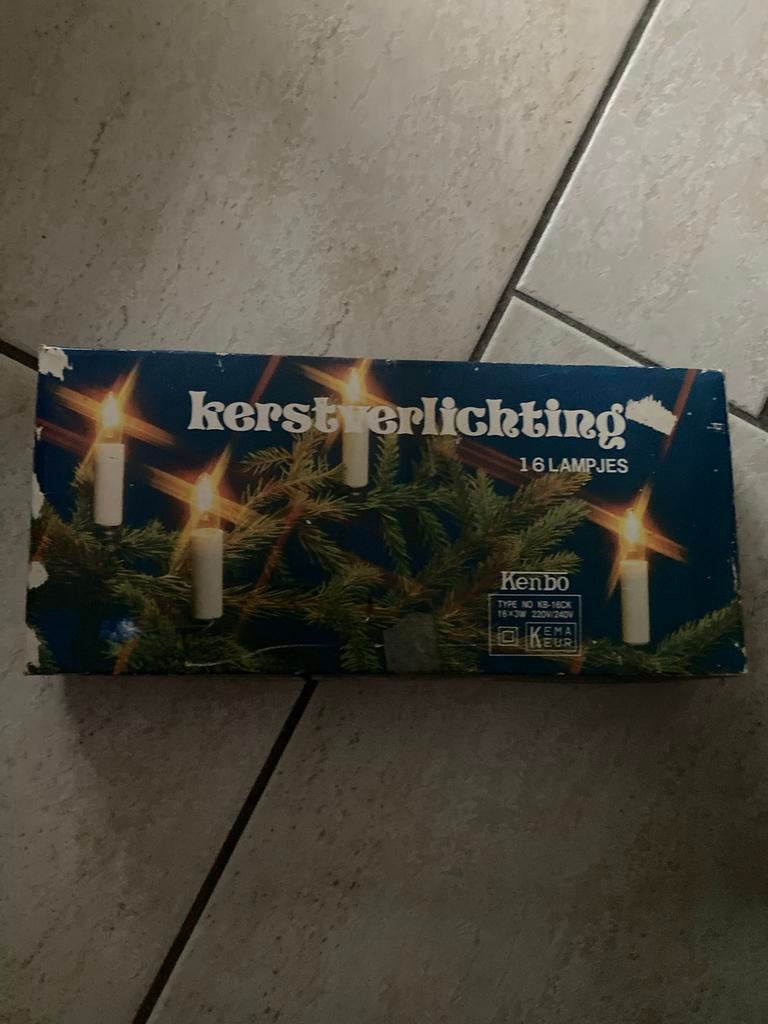 kerstverlichting
16 LAMPJES
Kenbo
TYPE NO KB-16CK
16×3W 220V/240V
KEMA
KEUR